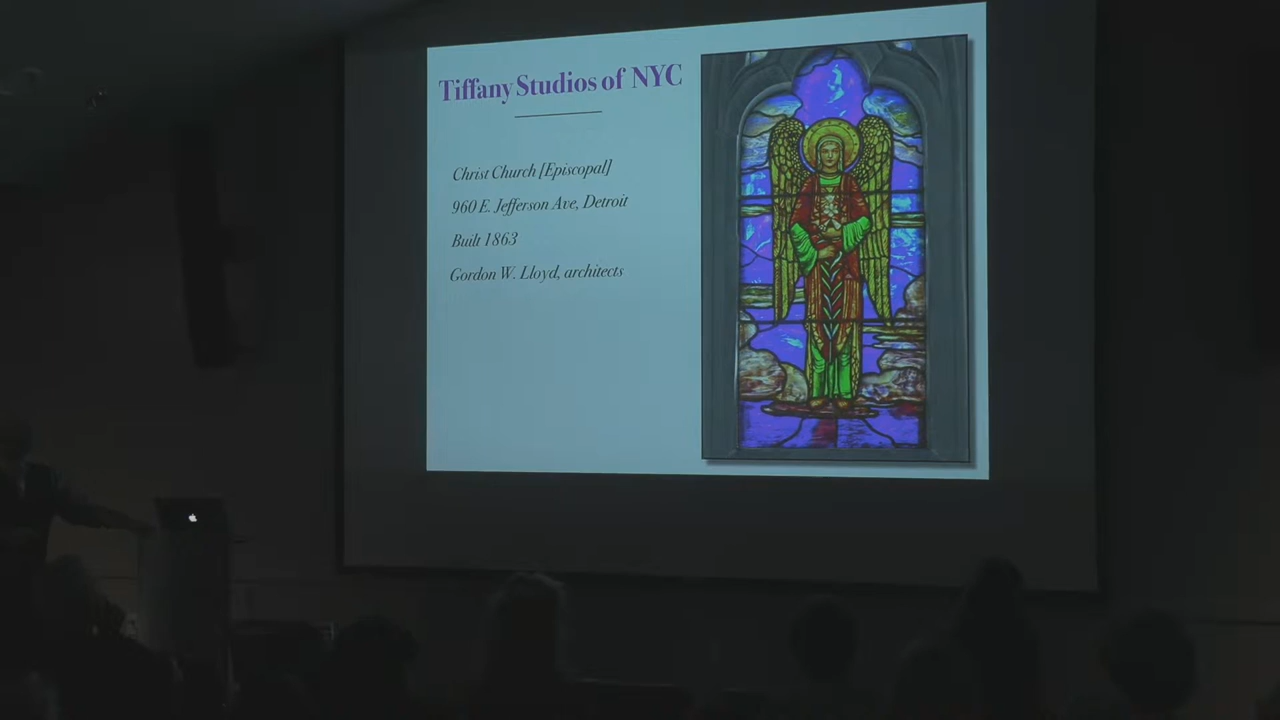 Tiffany Studios of NYC
Christ Church [Episcopal]
960 E. Jefferson Ave, Detroit
Built 1863
Gordon W. Lloyd, architects